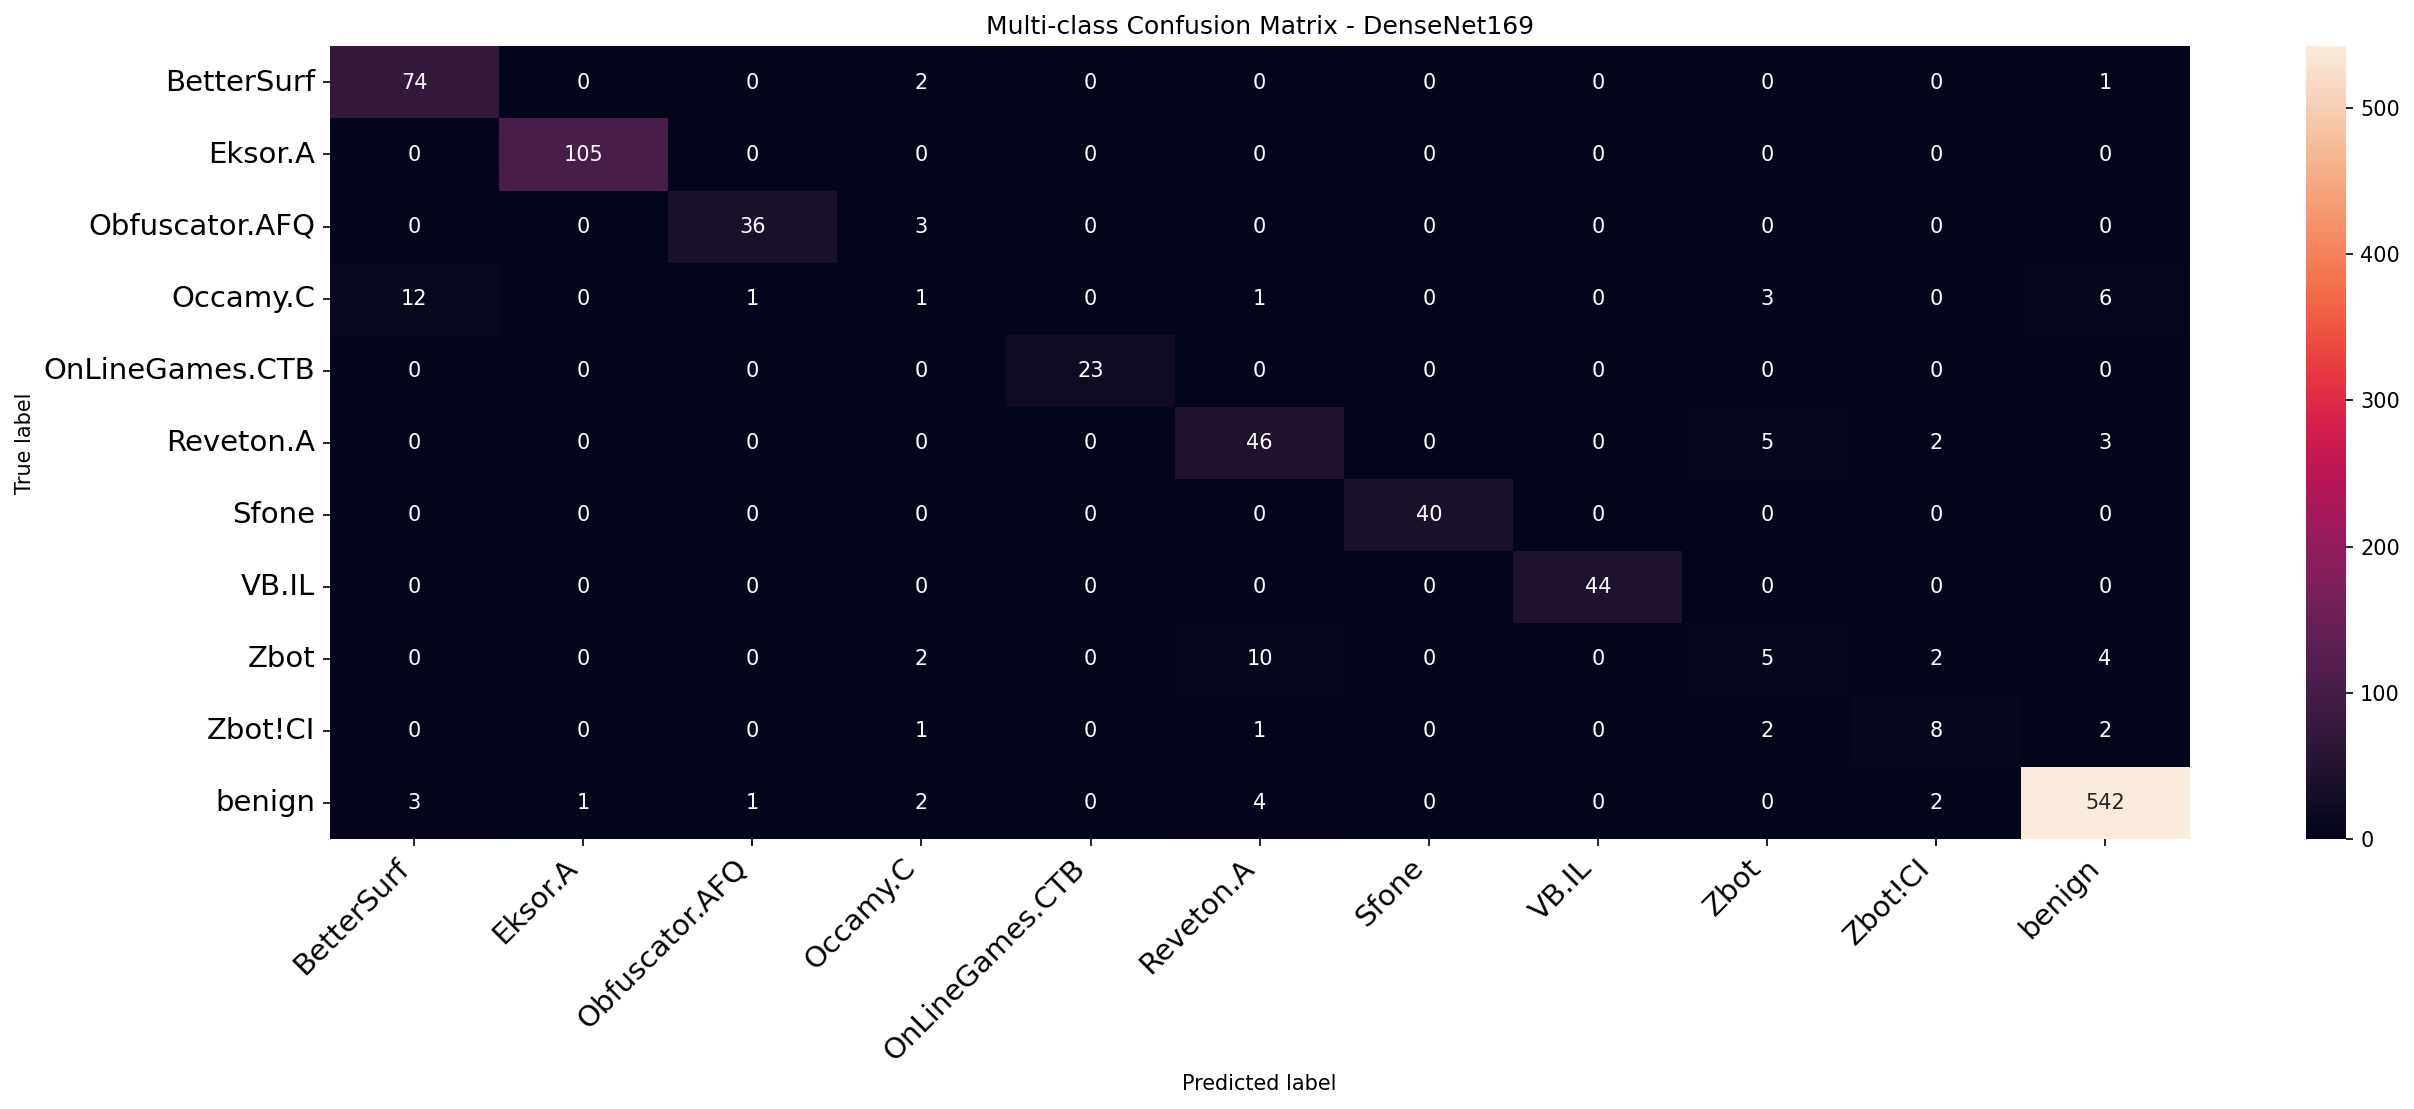 Multi-class Confusion Matrix - DenseNet169
True label
BetterSurf 74 0 0 2 0 0 0 0 0 0 1
Eksor.A 0 105 0 0 0 0 0 0 0 0 0
Obfuscator.AFQ 0 0 36 3 0 0 0 0 0 0 0
Occamy.C 12 0 1 1 0 1 0 0 3 0 6
OnLineGames.CTB 0 0 0 0 23 0 0 0 0 0 0
Reveton.A 0 0 0 0 0 46 0 0 5 2 3
Sfone 0 0 0 0 0 0 40 0 0 0 0
VB.IL 0 0 0 0 0 0 0 44 0 0 0
Zbot 0 0 0 2 0 10 0 0 5 2 4
Zbot!CI 0 0 0 1 0 1 0 0 2 8 2
benign 3 1 1 2 0 4 0 0 0 2 542
BetterSurf Eksor.A Obfuscator.AFQ Occamy.C OnLineGames.CTB Reveton.A Sfone VB.IL Zbot Zbot!CI benign
Predicted label
500
400
300
200
100
0